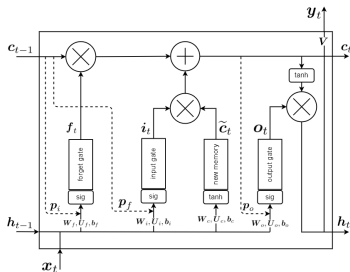 y_t
V
c_{t-1}
c_t
tanh
f_t
i_t
c̃_t
o_t
forget gate
input gate
new memory
output gate
sig
sig
tanh
sig
p_i
p_f
p_o
h_{t-1}
W_f, U_f, b_f
W_i, U_i, b_i
W_c, U_c, b_c
W_o, U_o, b_o
h_t
x_t